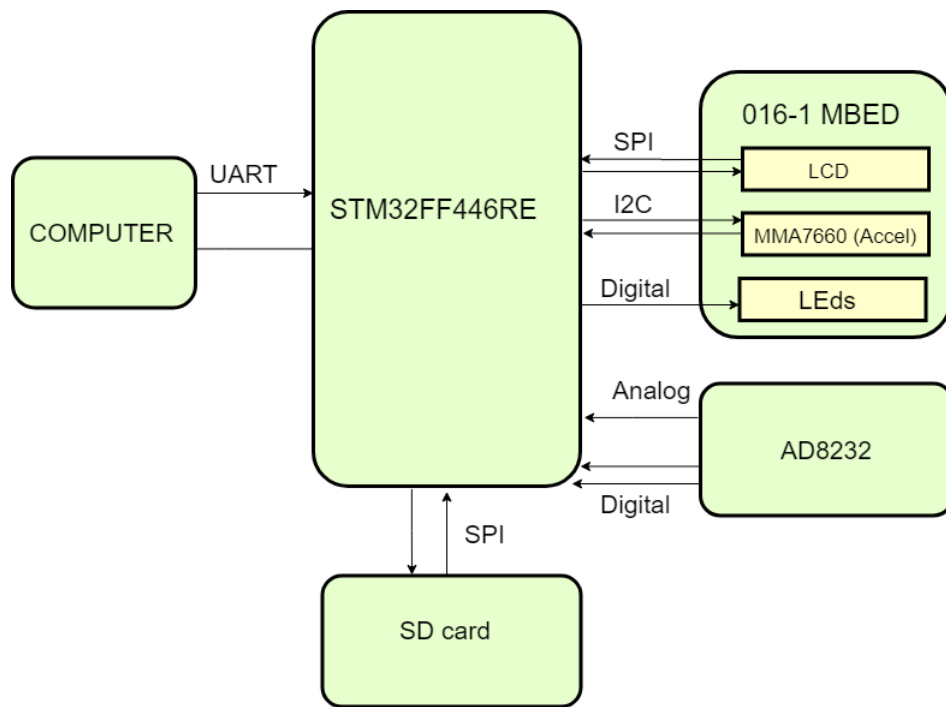 016-1 MBED
SPI
LCD
UART
STM32FF446RE
I2C
COMPUTER
MMA7660 (Accel)
Digital
LEds
Analog
AD8232
Digital
SPI
SD card